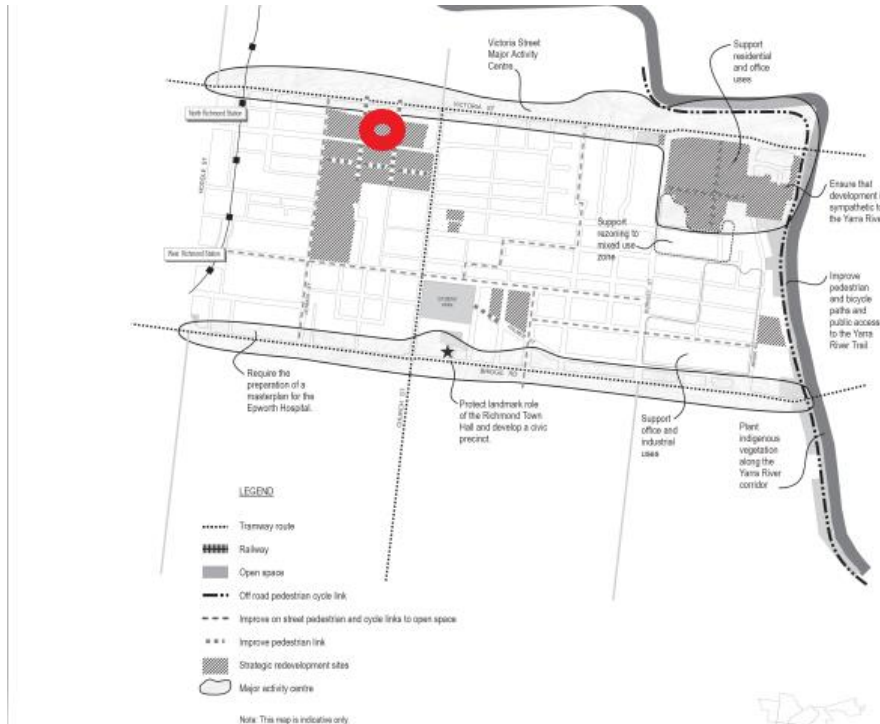 Victoria Street
Major Activity
Centre
Support
residential
and office
uses
North Richmond Station
VICTORIA ST
HODDLE ST
Ensure that
development i
sympathetic to
the Yarra Rive
Support
rezoning to
mixed use
zone
West Richmond Station
Improve
pedestrian
and bicycle
paths and
public access
to the Yarra
River Trail
CITIZENS
PARK
BRIDGE RD
CHURCH ST
Require the
preparation of a
masterplan for the
Epworth Hospital.
Protect landmark role
of the Richmond Town
Hall and develop a civic
precinct.
Support
office and
industrial
uses
Plant
indigenous
vegetation
along the
Yarra River
corridor
LEGEND
Tramway route
Railway
Open space
Off road pedestrian cycle link
Improve on street pedestrian and cycle links to open space
Improve pedestrian link
Strategic redevelopment sites
Major activity centre
Note: This map is indicative only